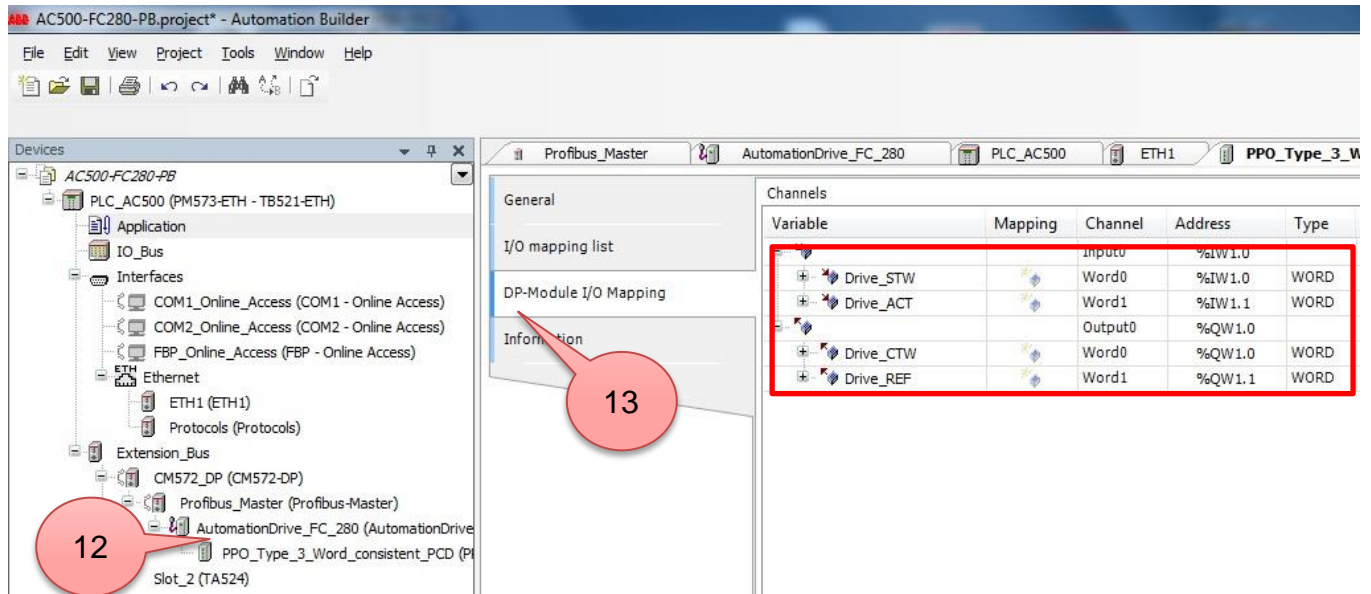 ABB AC500-FC280-PB.project* - Automation Builder
File Edit View Project Tools Window Help
Devices
AC500-FC280-PB
PLC_AC500 (PM573-ETH - TB521-ETH)
Application
IO_Bus
Interfaces
COM1_Online_Access (COM1 - Online Access)
COM2_Online_Access (COM2 - Online Access)
FBP_Online_Access (FBP - Online Access)
ETH Ethernet
ETH1 (ETH1)
Protocols (Protocols)
Extension_Bus
CM572_DP (CM572-DP)
Profibus_Master (Profibus-Master)
AutomationDrive_FC_280 (AutomationDrive
PPO_Type_3_Word_consistent_PCD (P
Slot_2 (TA524)
12
Profibus_Master AutomationDrive_FC_280 PLC_AC500 ETH1 PPO_Type_3_W
General
I/O mapping list
DP-Module I/O Mapping
Information
13
Channels
Variable Mapping Channel Address Type
Input0 %IW1.0
Drive_STW Word0 %IW1.0 WORD
Drive_ACT Word1 %IW1.1 WORD
Output0 %QW1.0
Drive_CTW Word0 %QW1.0 WORD
Drive_REF Word1 %QW1.1 WORD